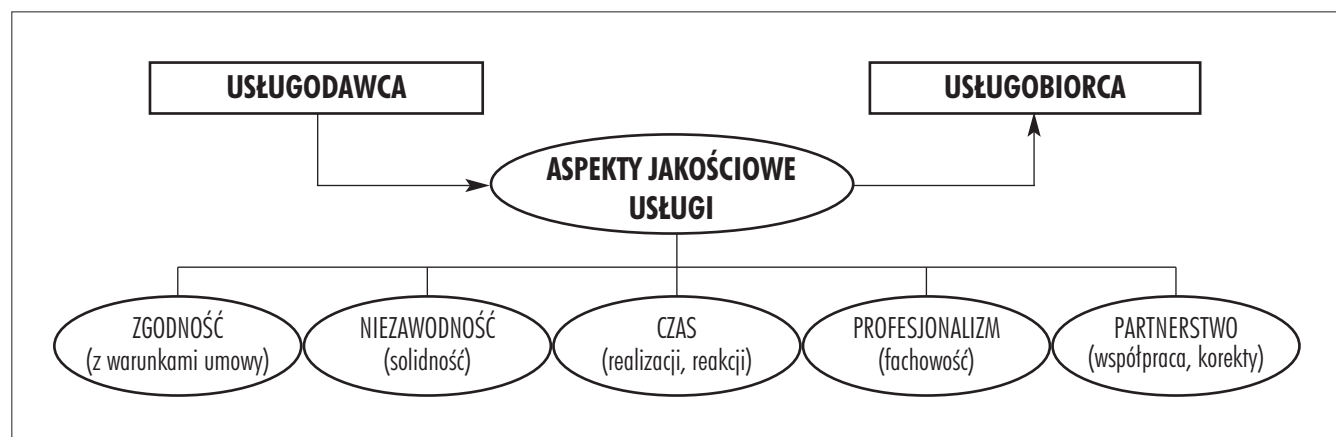 USŁUGODAWCA
USŁUGOBIORCA
ASPEKTY JAKOŚCIOWE
USŁUGI
ZGODNOŚĆ
(z warunkami umowy)
NIEZAWODNOŚĆ
(solidność)
CZAS
(realizacji, reakcji)
PROFESJONALIZM
(fachowość)
PARTNERSTWO
(współpraca, korekty)